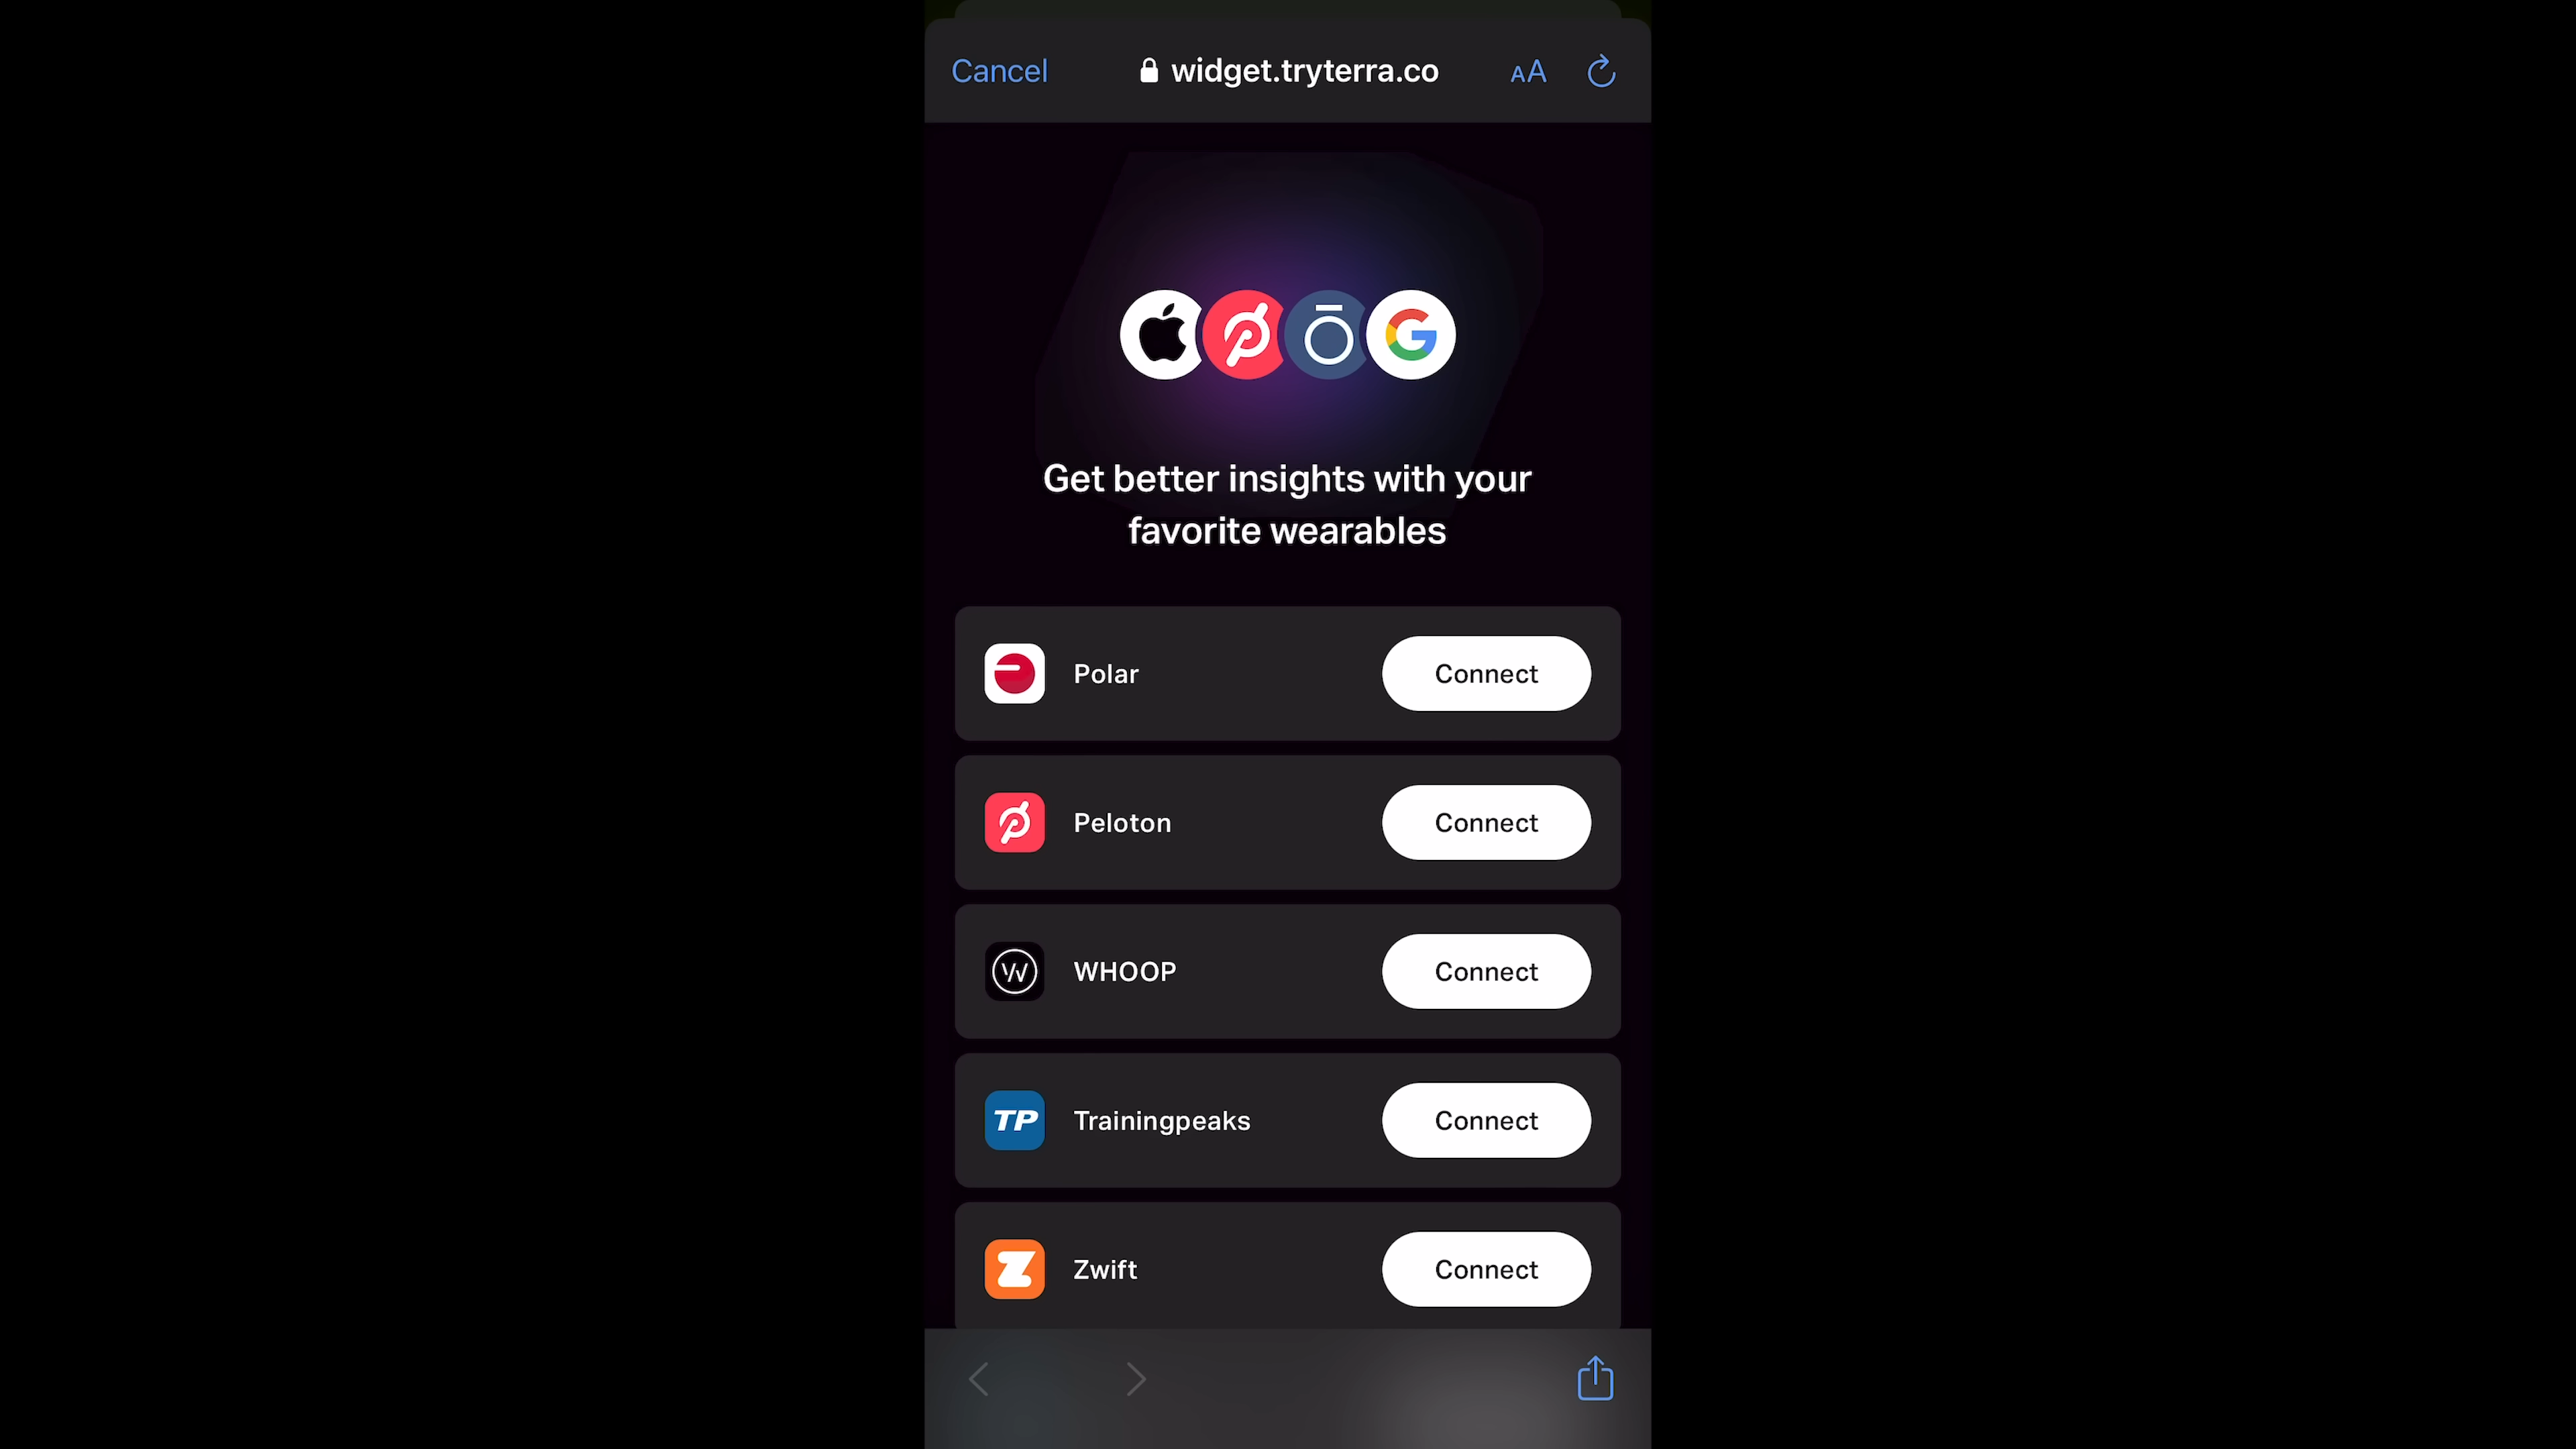 Cancel
widget.tryterra.co
AA
Get better insights with your
favorite wearables
Polar
Connect
Peloton
Connect
W
WHOOP
Connect
TP
Trainingpeaks
Connect
Z
Zwift
Connect